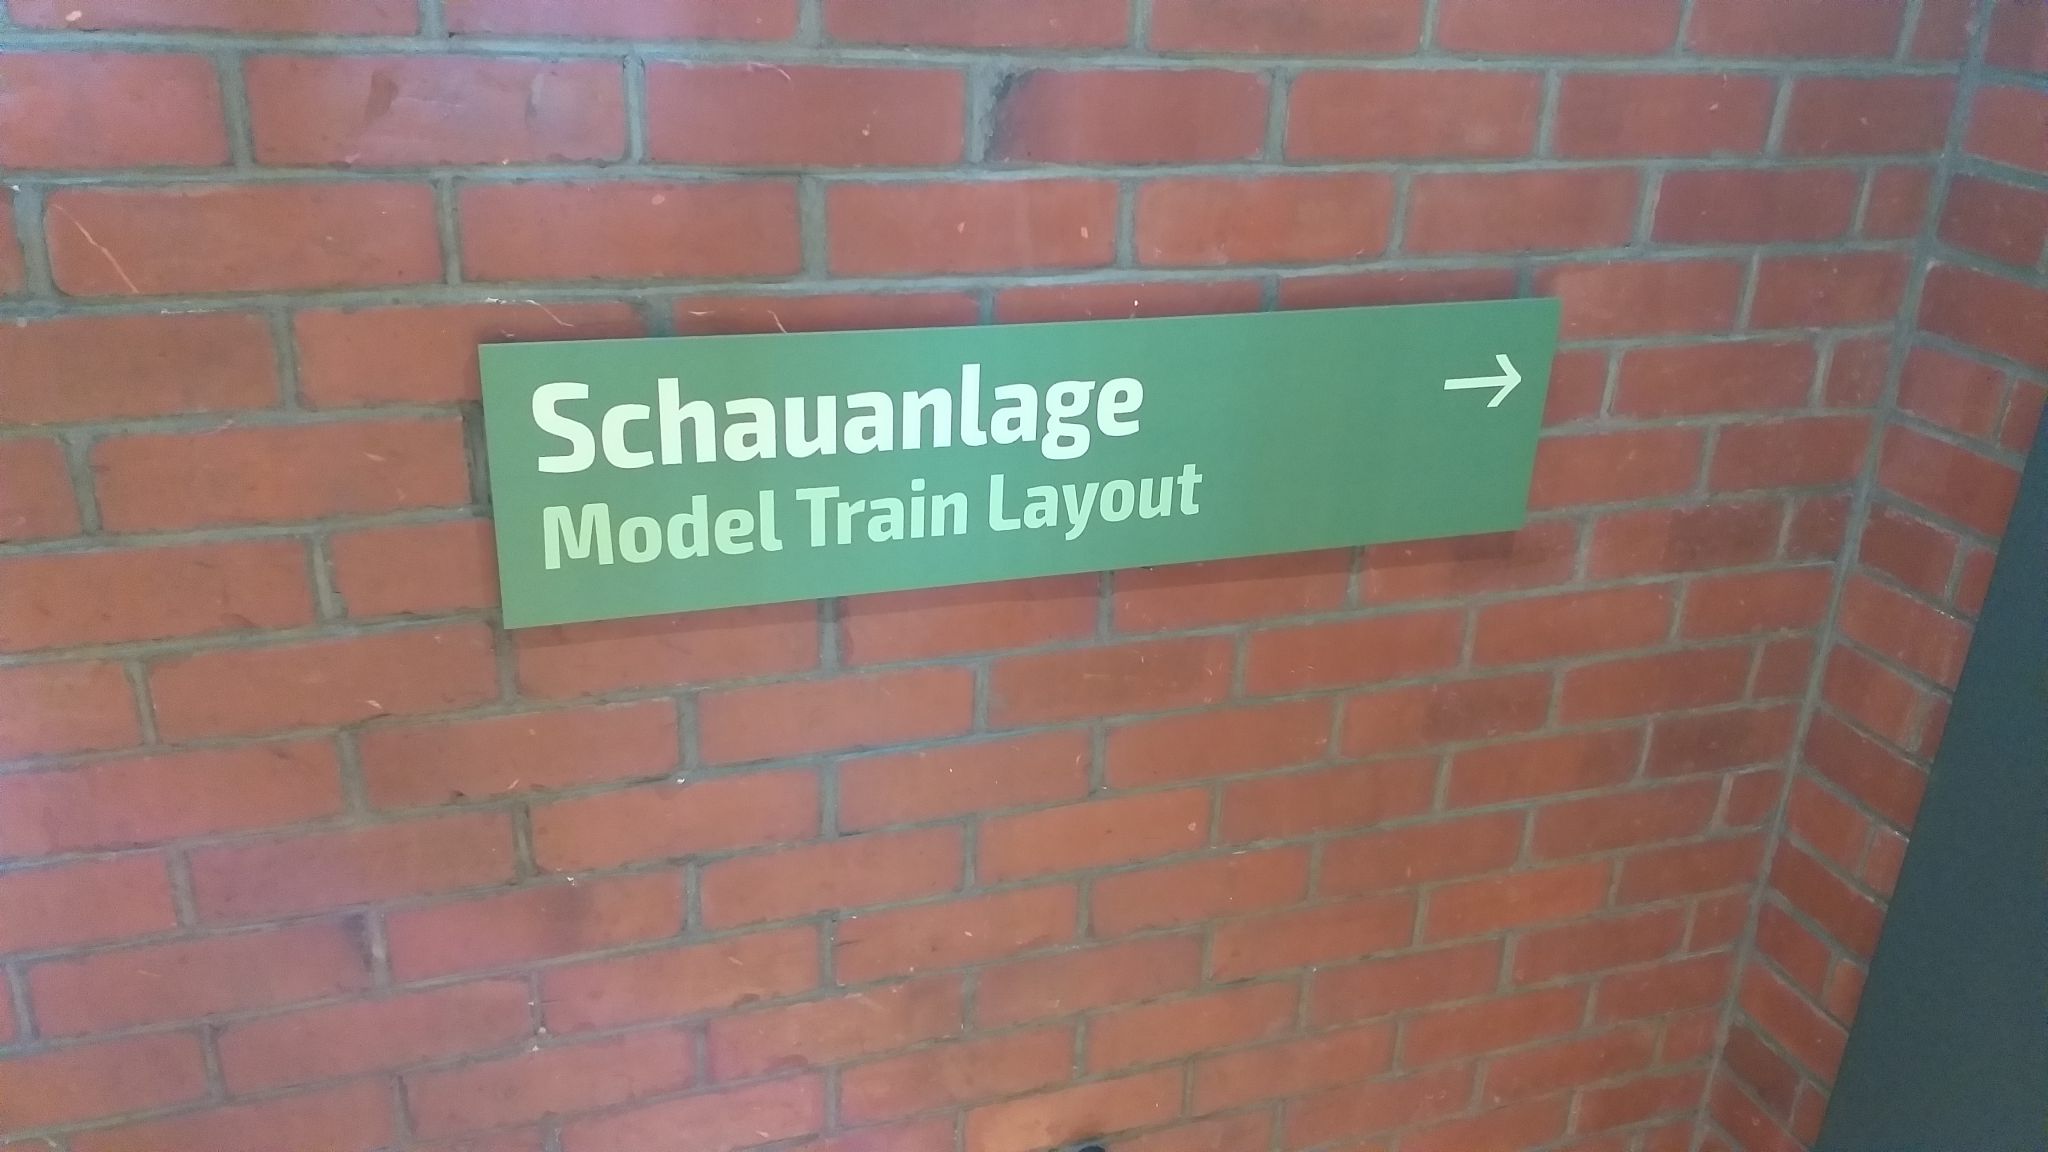 Schauanlage →
Model Train Layout